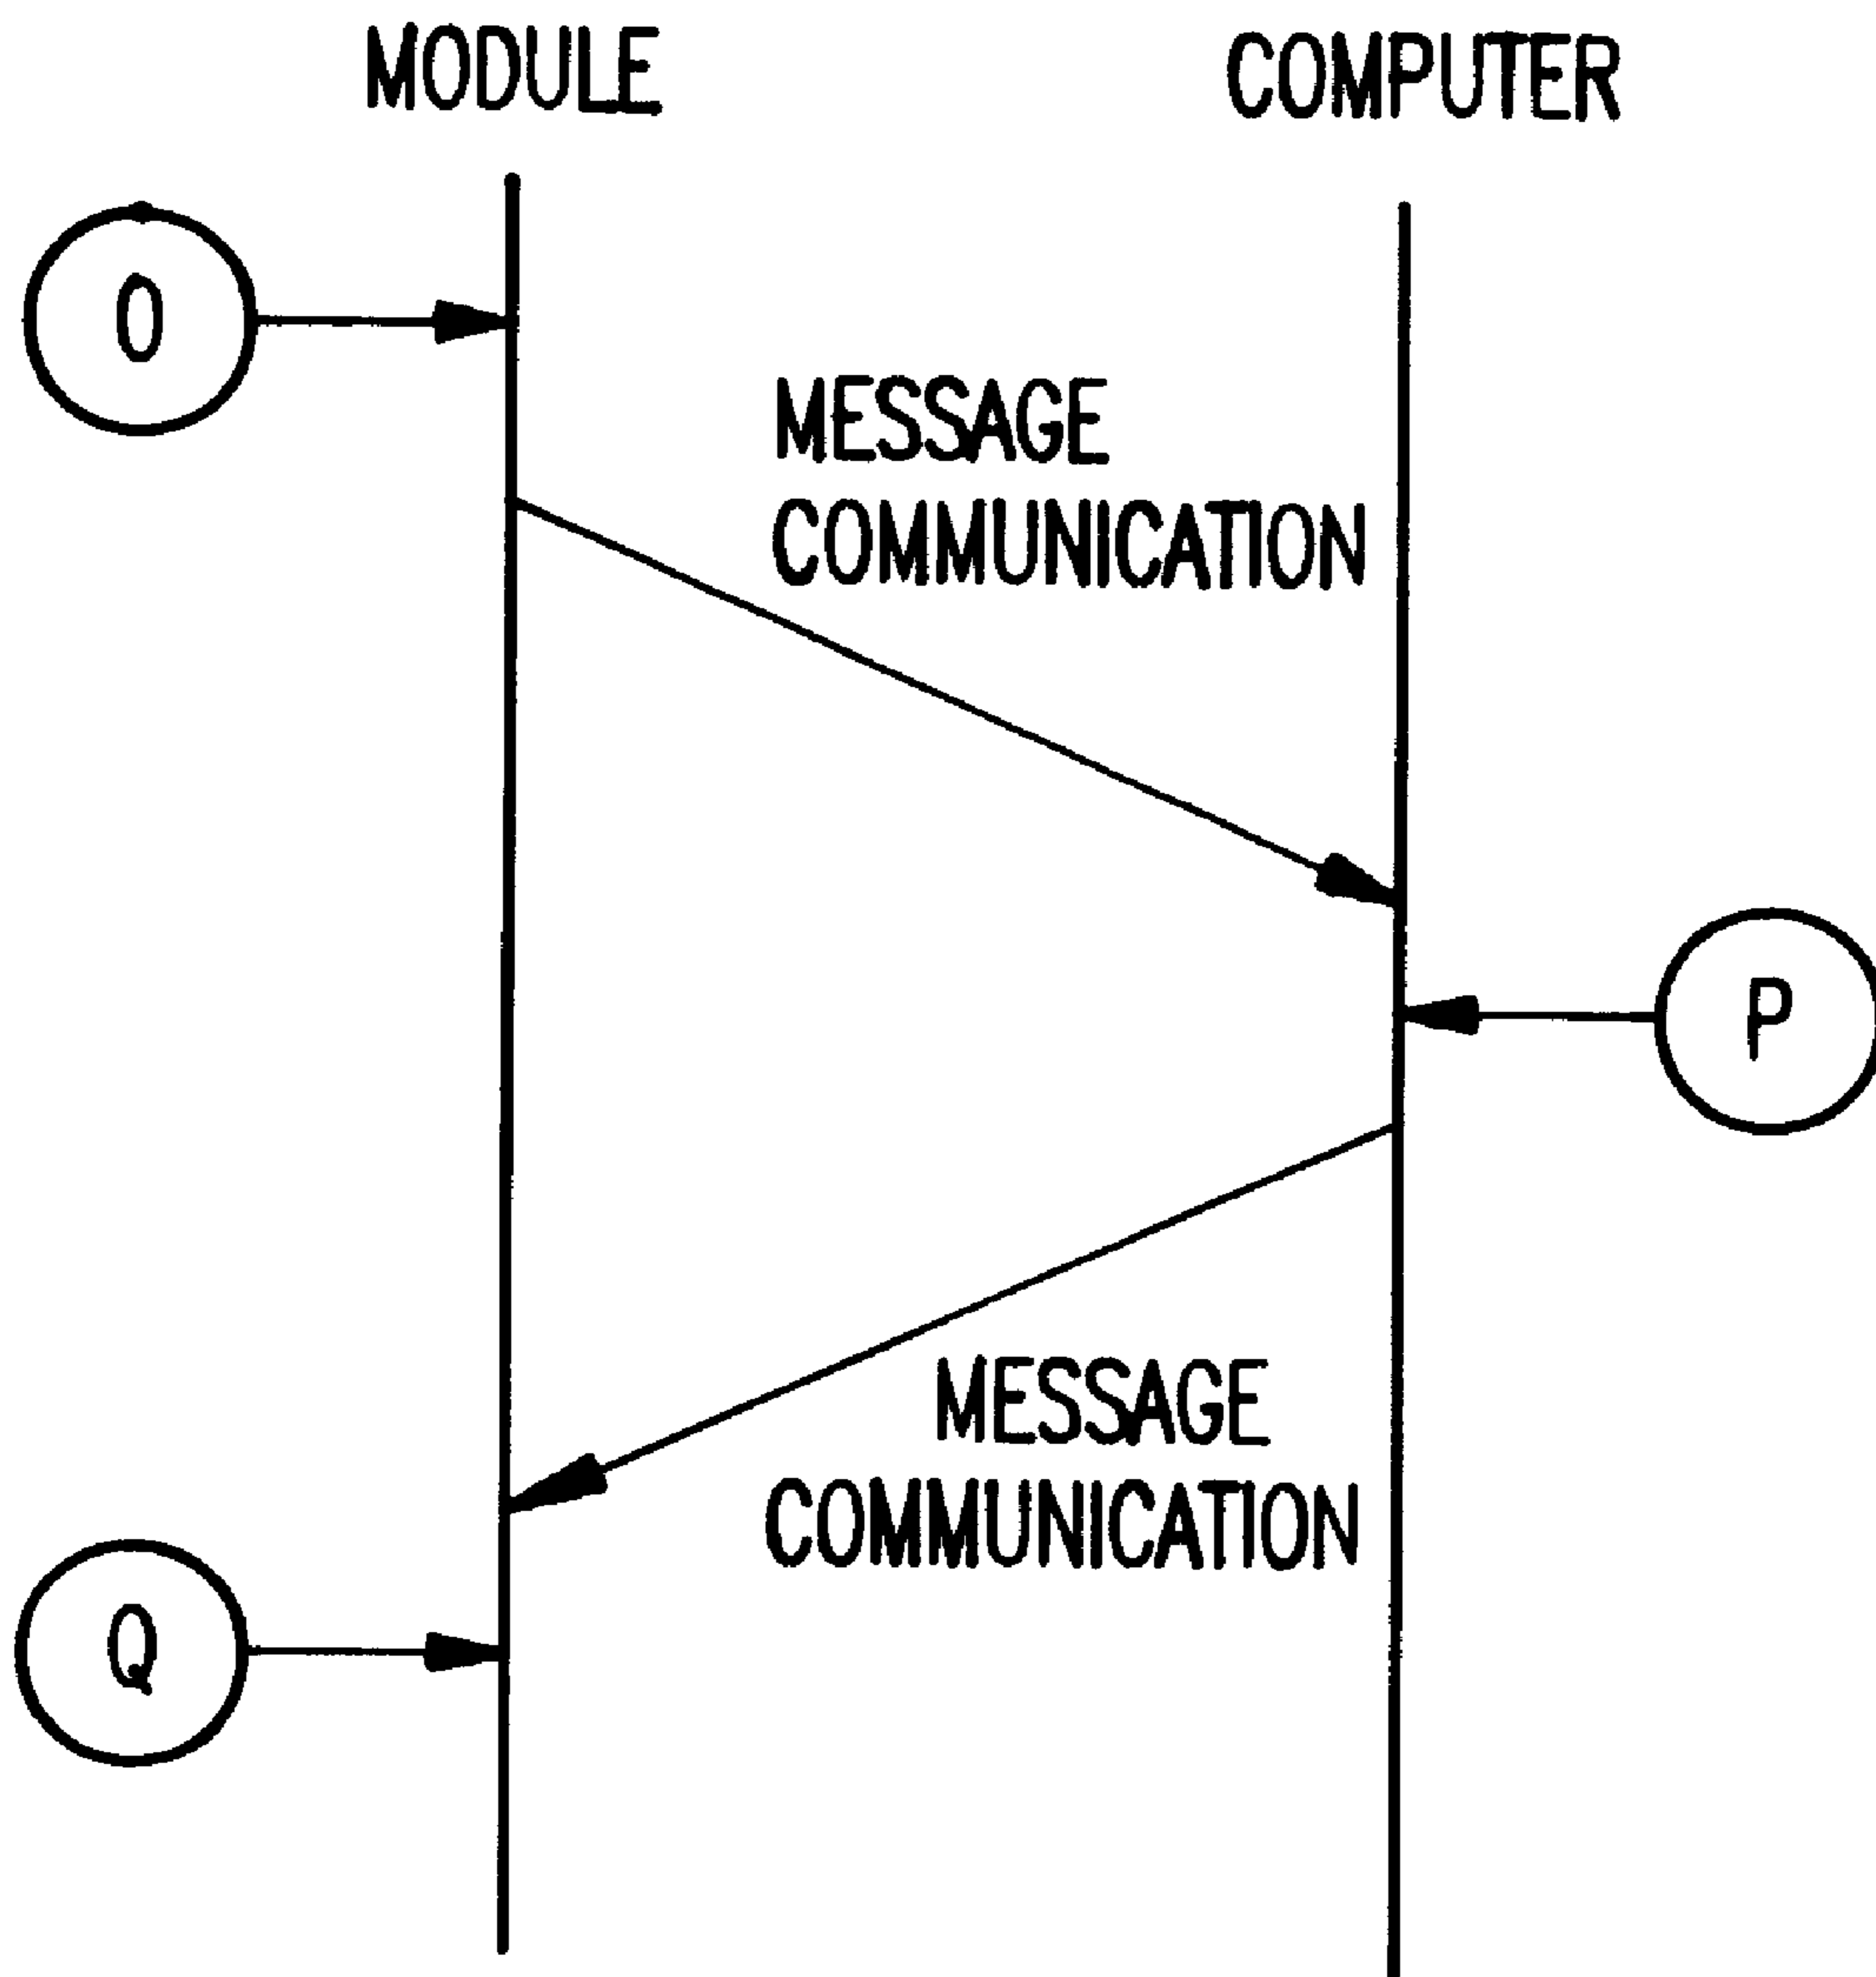 MODULE
COMPUTER
O
MESSAGE
COMMUNICATION
P
MESSAGE
COMMUNICATION
Q